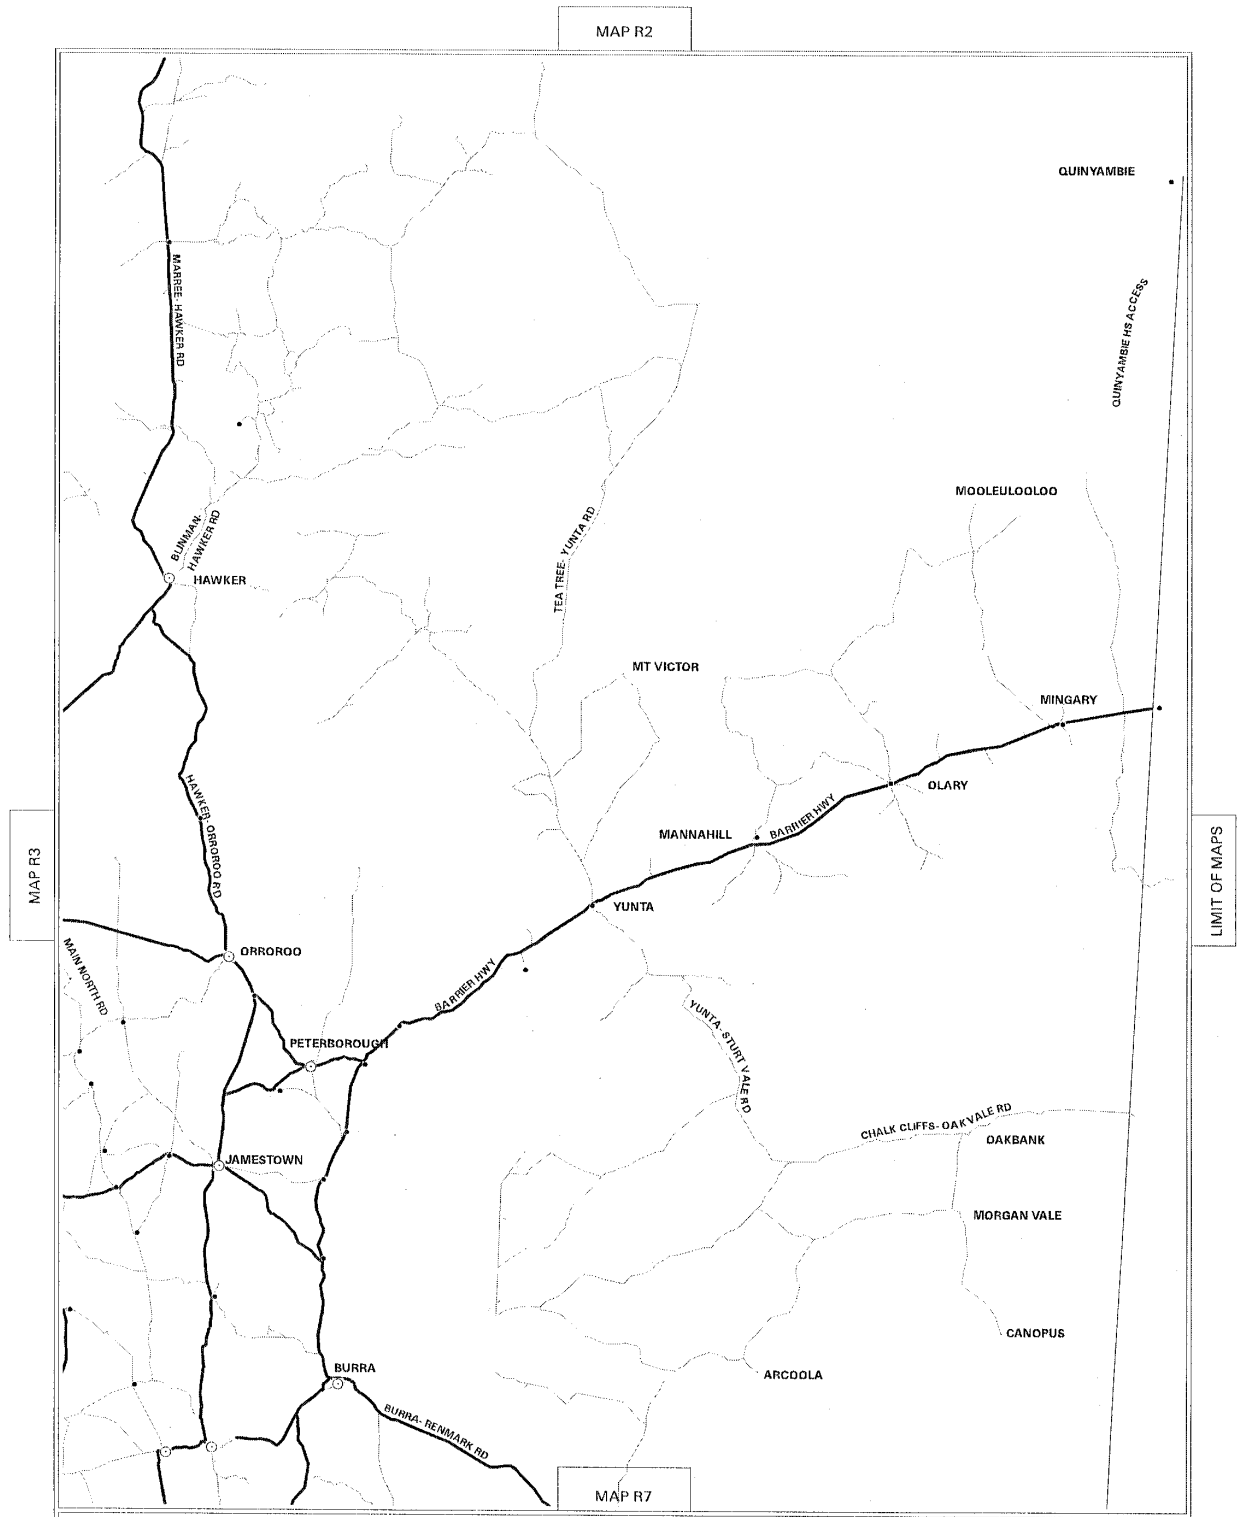 MAP R2
QUINYAMBIE
MARREE- HAWKER RD
QUINYAMBIE HS ACCESS
MOOLEULOOLOO
BLINMAN-
HAWKER RD
TEA TREE- YUNTA RD
HAWKER
MT VICTOR
MINGARY
HAWKER- ORROROO RD
OLARY
BARRIER HWY
MANNAHILL
MAP R3
LIMIT OF MAPS
YUNTA
ORROROO
MAIN NORTH RD
BARRIER HWY
YUNTA- STURT VALE RD
PETERBOROUGH
CHALK CLIFFS- OAKVALE RD
OAKBANK
JAMESTOWN
MORGAN VALE
CANOPUS
BURRA
ARCOOLA
BURRA- RENMARK RD
MAP R7